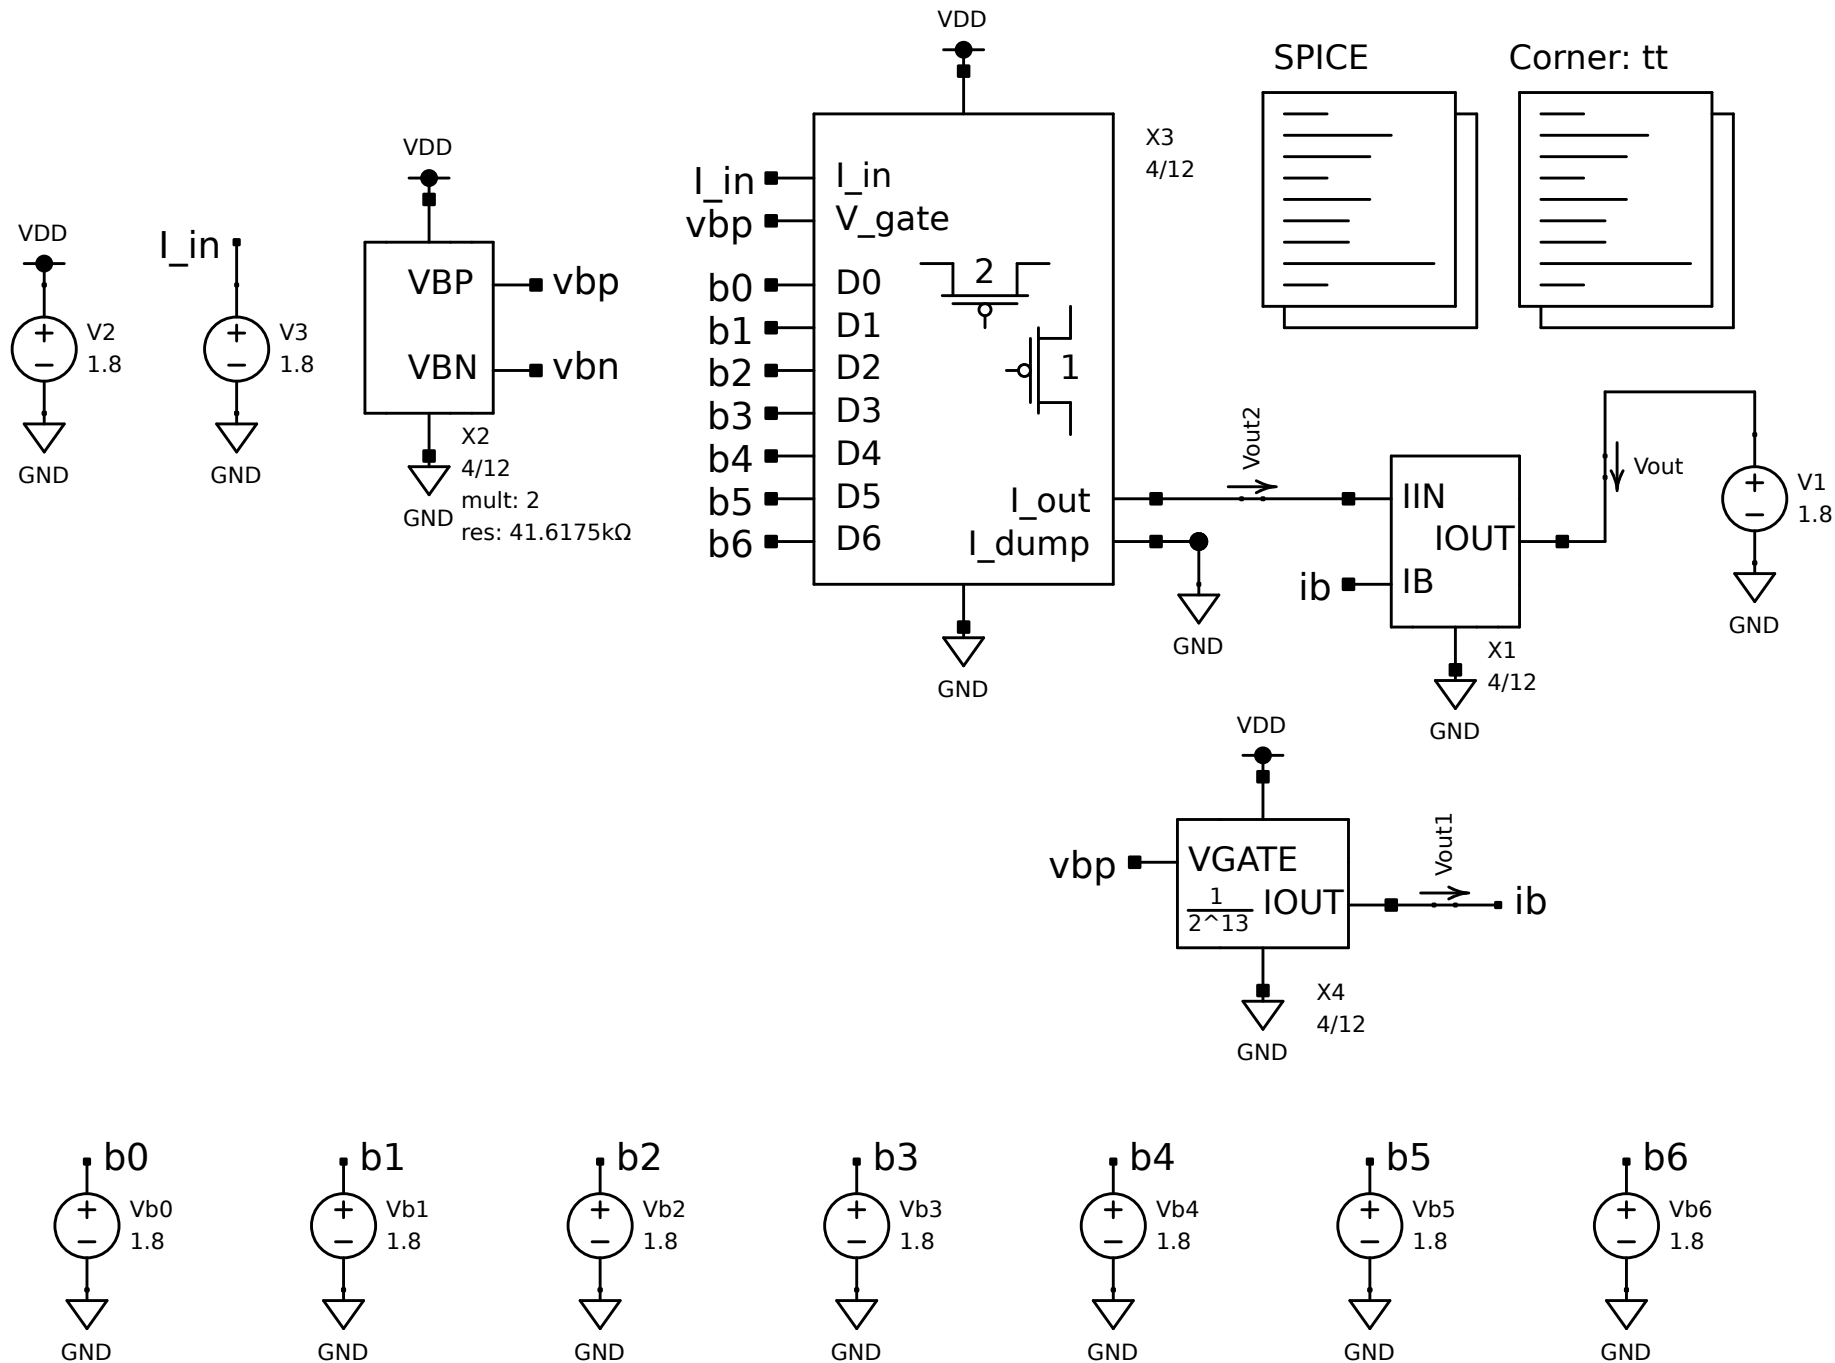 VDD
SPICE
Corner: tt
X3
4/12
VDD
I_in
I_in
vbp
V_gate
VDD
I_in
VBP
vbp
b0
D0
2
b1
D1
V2
1.8
V3
1.8
VBN
vbn
b2
D2
1
b3
D3
X2
4/12
mult: 2
res: 41.6175kΩ
GND
GND
GND
b4
D4
b5
D5
I_out
b6
D6
I_dump
Vout2
IIN
IOUT
IB
ib
Vout
V1
1.8
GND
GND
GND
X1
4/12
GND
VDD
vbp
VGATE
1
2^13
IOUT
Vout1
ib
X4
4/12
GND
b0
b1
b2
b3
b4
b5
b6
Vb0
1.8
Vb1
1.8
Vb2
1.8
Vb3
1.8
Vb4
1.8
Vb5
1.8
Vb6
1.8
GND
GND
GND
GND
GND
GND
GND